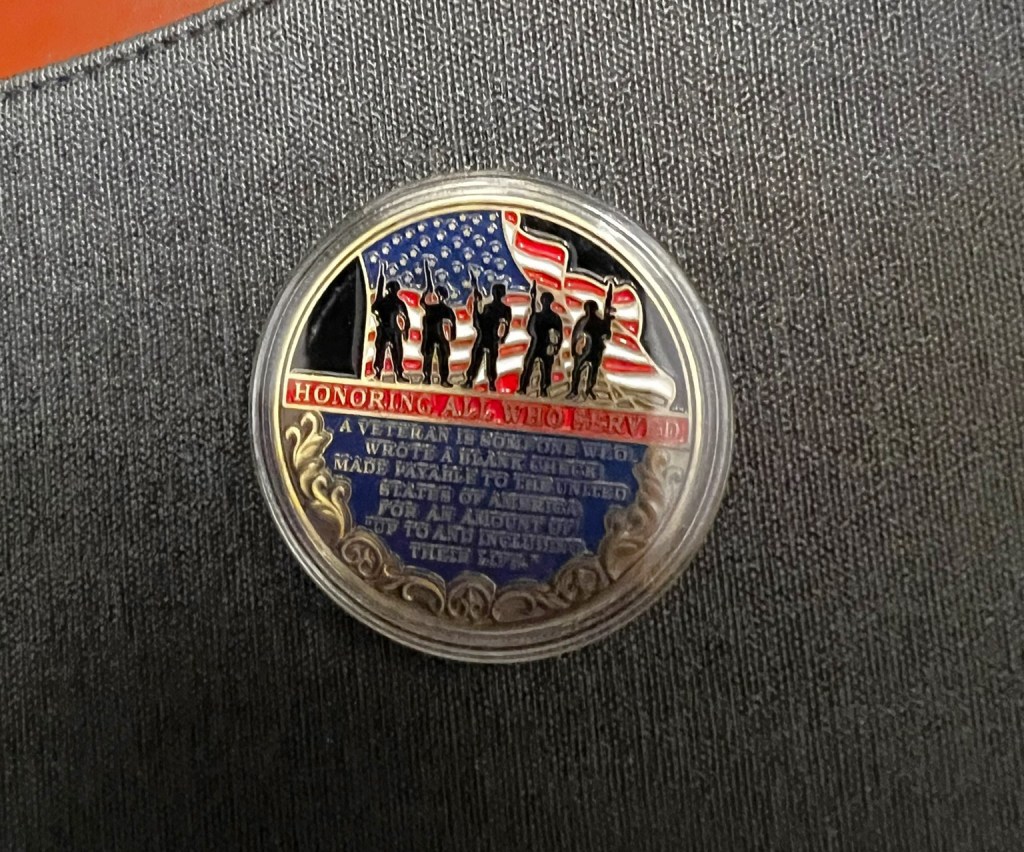 HONORING ALL WHO SERVED
A VETERAN IS SOMEONE WHO,
WROTE A BLANK CHECK
MADE PAYABLE TO THE UNITED
STATES OF AMERICA
FOR AN AMOUNT OF
"UP TO AND INCLUDING
THEIR LIFE."